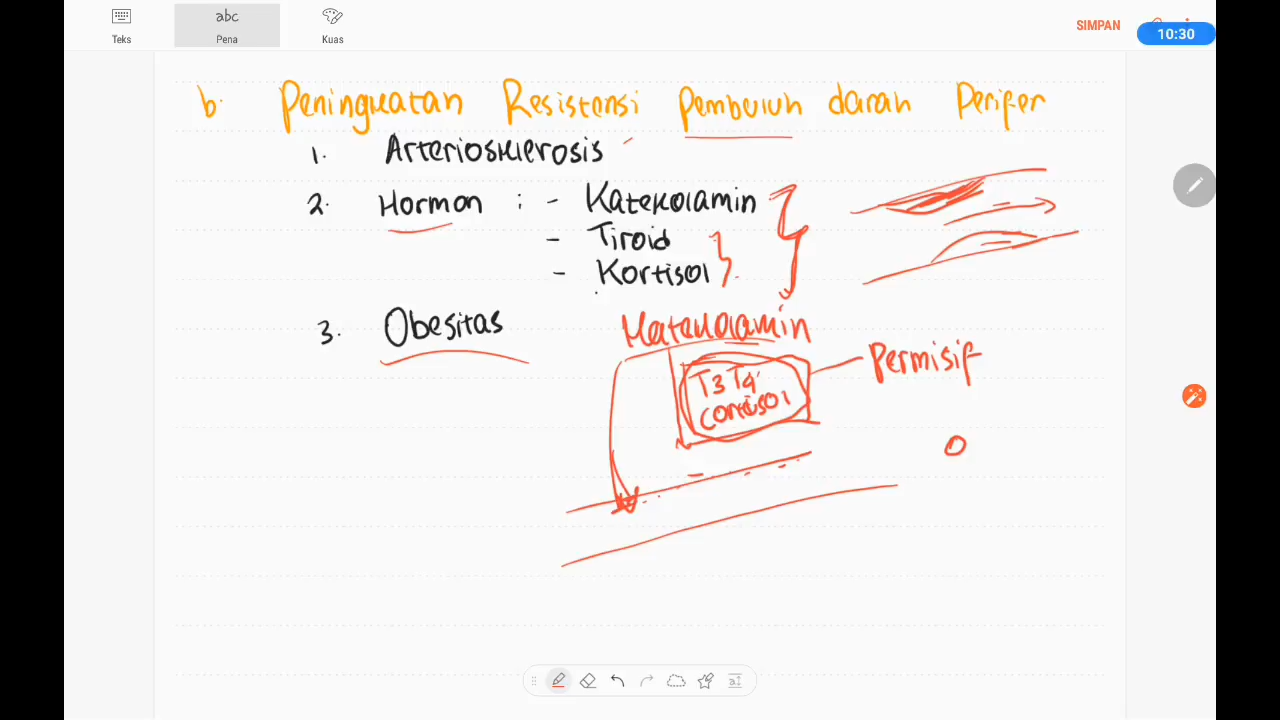 Teks
abc
Pena
Kuas
SIMPAN
10:30
b. Peningkatan Resistensi Pembuluh darah Perifer
1. Arteriosklerosis
2. Hormon : - Katekolamin
- Tiroid
- Kortisol
3. Obesitas
Katekolamin
T3 T4
Cortisol
Permisif